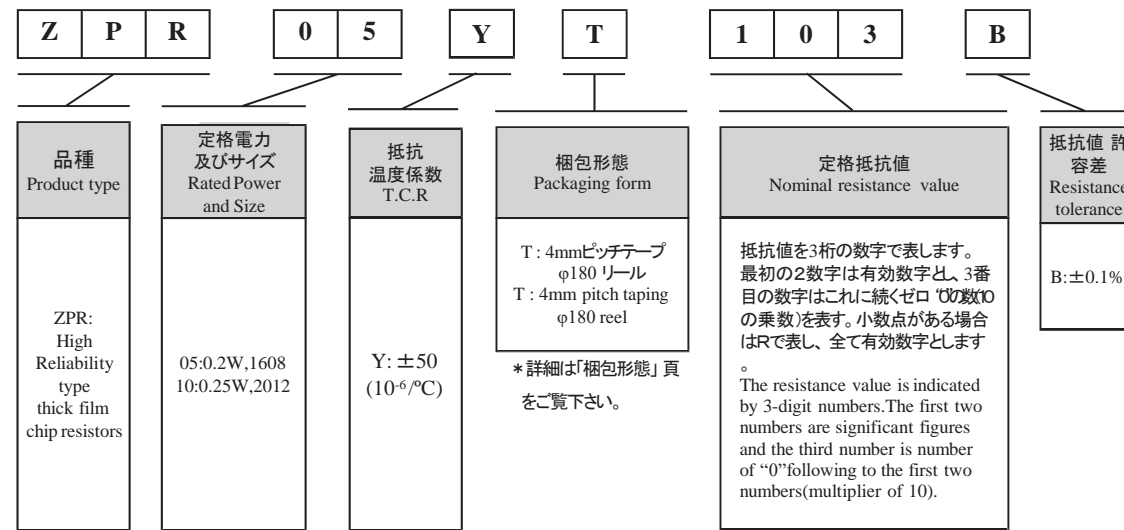 Z P R 0 5 Y T 1 0 3 B
品種
Product type
ZPR:
High
Reliability
type
thick film
chip resistors
定格電力
及びサイズ
Rated Power
and Size
05:0.2W,1608
10:0.25W,2012
抵抗
温度係数
T.C.R
Y: ±50
(10-6/℃)
梱包形態
Packaging form
T : 4mmピッチテープ
φ180 リール
T : 4mm pitch taping
φ180 reel
*詳細は「梱包形態」頁
をご覧下さい。
定格抵抗値
Nominal resistance value
抵抗値を3桁の数字で表します。
最初の2数字は有効数字とし、3番
目の数字はこれに続くゼロ "0"の数(10
の乗数)を表す。小数点がある場合
はRで表し、全て有効数字とします
。
The resistance value is indicated
by 3-digit numbers.The first two
numbers are significant figures
and the third number is number
of “0”following to the first two
numbers(multiplier of 10).
抵抗値 許
容差
Resistance
tolerance
B:±0.1%